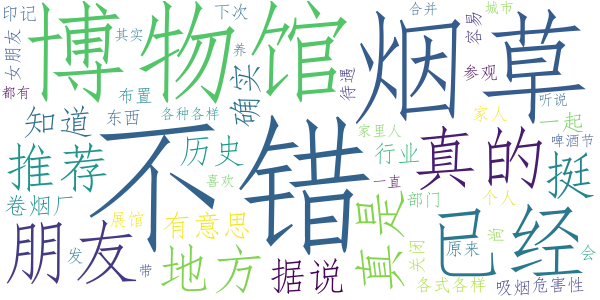 印记
博物馆
下次
合并
城市
烟草
容易
女朋友
其实
养
确实
待遇
参观
都有
布置
各种各样
听说
知道
东西
家人
一起
不错
家里人
真的
啤酒节
推荐
历史
行业
挺
喜欢
一直
卷烟厂
展馆
有意思
真是
部门
个人
已经
朋友
地方
据说
关闭
原来
润
会
发
带
各式各样
吸烟危害性